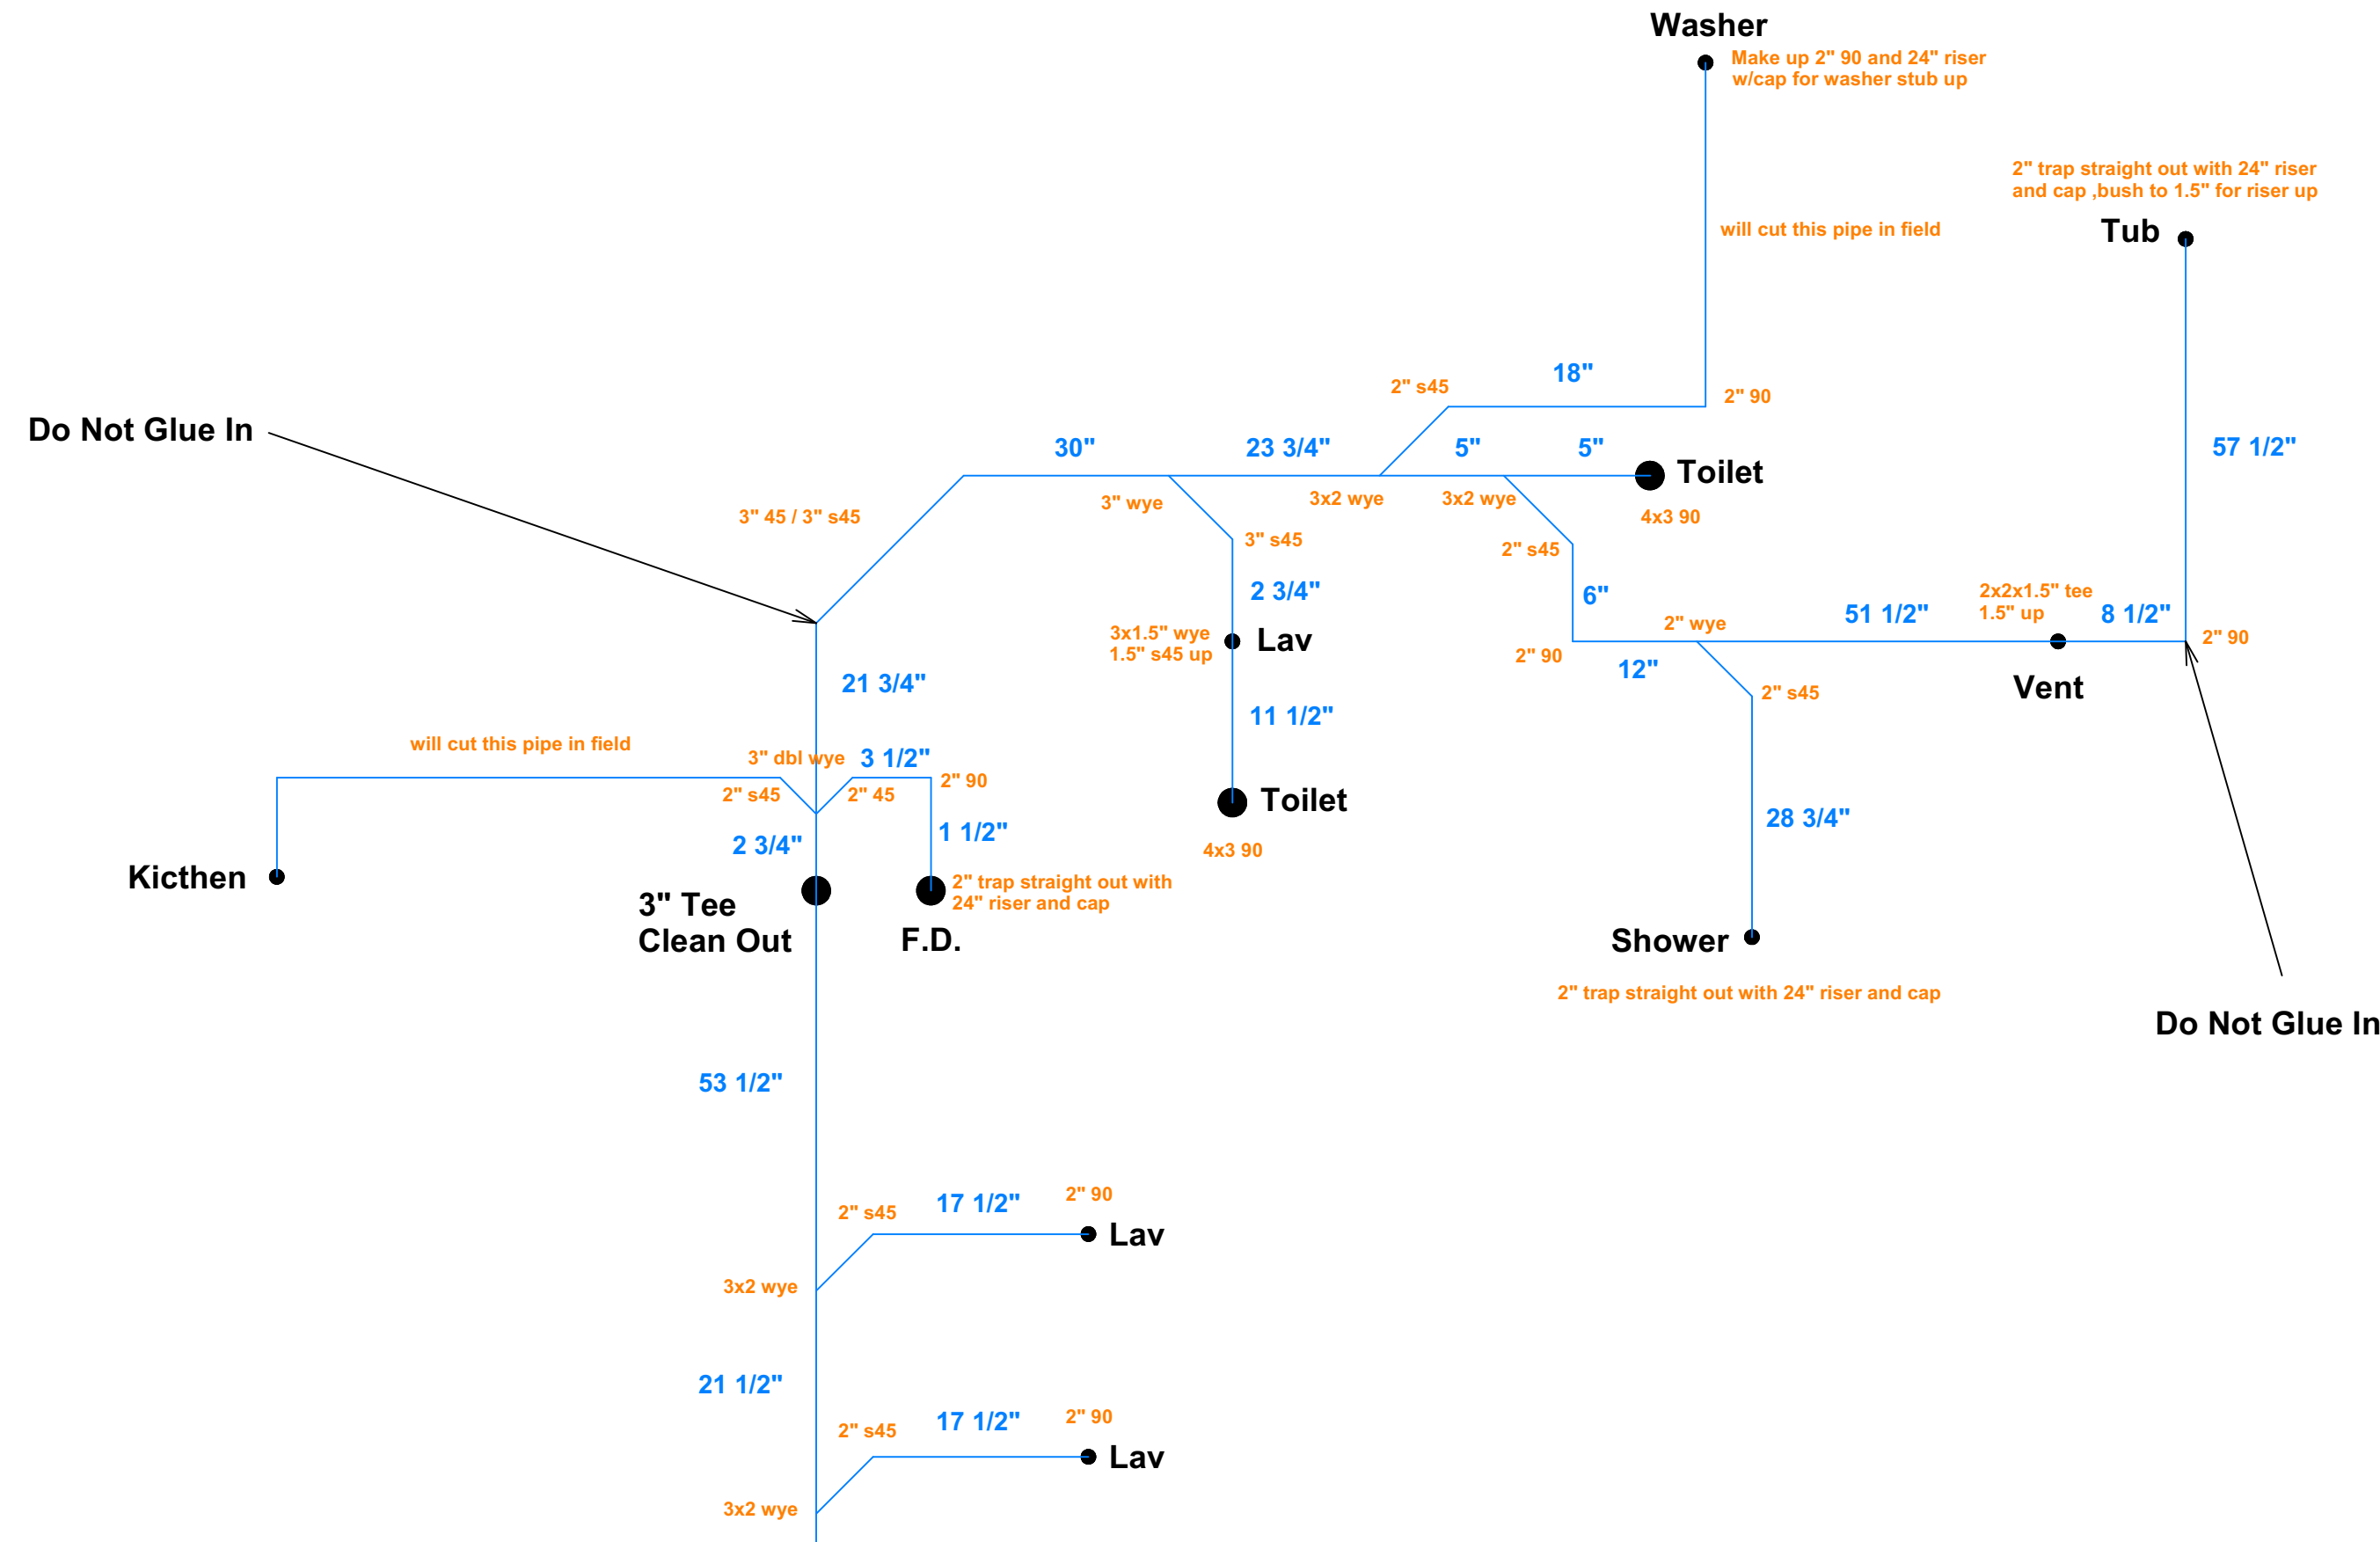 Washer
Make up 2" 90 and 24" riser
w/cap for washer stub up
2" trap straight out with 24" riser
and cap ,bush to 1.5" for riser up
will cut this pipe in field
Tub
18"
2" s45
2" 90
Do Not Glue In
30"
23 3/4"
5"
5"
57 1/2"
Toilet
3" wye
3x2 wye
3x2 wye
3" 45 / 3" s45
4x3 90
3" s45
2" s45
2 3/4"
6"
2x2x1.5" tee
1.5" up
51 1/2"
8 1/2"
2" wye
3x1.5" wye
1.5" s45 up
Lav
2" 90
2" 90
12"
21 3/4"
Vent
2" s45
11 1/2"
will cut this pipe in field
3" dbl wye
3 1/2"
2" 90
2" s45
2" 45
Toilet
28 3/4"
1 1/2"
2 3/4"
4x3 90
Kicthen
2" trap straight out with
24" riser and cap
3" Tee
Clean Out
F.D.
Shower
2" trap straight out with 24" riser and cap
Do Not Glue In
53 1/2"
17 1/2"
2" 90
2" s45
Lav
3x2 wye
21 1/2"
17 1/2"
2" 90
2" s45
Lav
3x2 wye